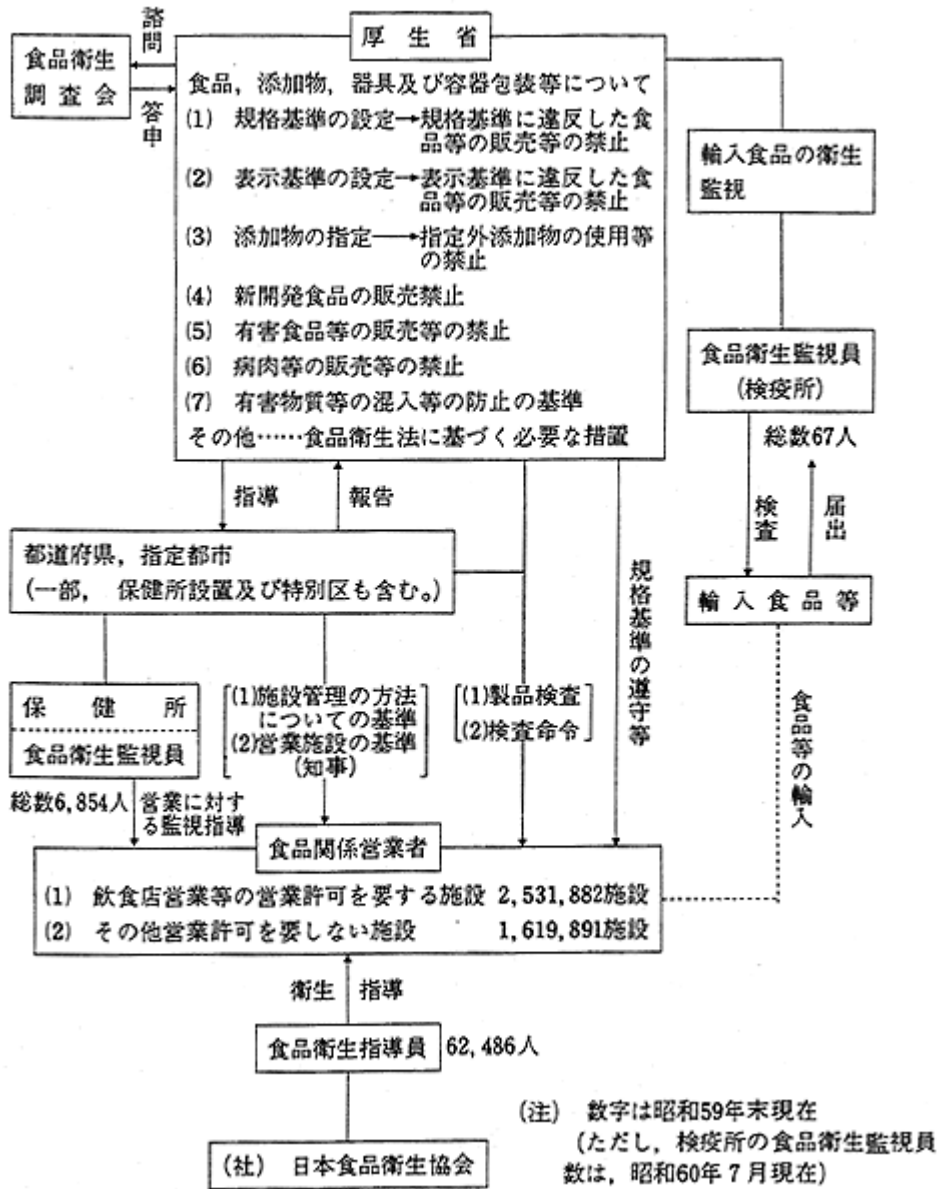 厚生省
諮問
食品衛生
調査会
答申
食品，添加物，器具及び容器包装等について
(1) 規格基準の設定→規格基準に違反した食
品等の販売等の禁止
(2) 表示基準の設定→表示基準に違反した食
品等の販売等の禁止
(3) 添加物の指定→指定外添加物の使用等
の禁止
(4) 新開発食品の販売禁止
(5) 有害食品等の販売等の禁止
(6) 病肉等の販売等の禁止
(7) 有害物質等の混入等の防止の基準
その他……食品衛生法に基づく必要な措置
輸入食品の衛生
監視
食品衛生監視員
(検疫所)
総数67人
検査
届出
輸入食品等
食品等の輸入
指導
報告
都道府県，指定都市
(一部，保健所設置及び特別区も含む。)
規格基準の遵守等
保健所
食品衛生監視員
総数6,854人
営業に対す
る監視指導
(1)施設管理の方法
についての基準
(2)営業施設の基準
(知事)
(1)製品検査
(2)検査命令
食品関係営業者
(1) 飲食店営業等の営業許可を要する施設 2,531,882施設
(2) その他営業許可を要しない施設 1,619,891施設
衛生指導
食品衛生指導員 62,486人
(社) 日本食品衛生協会
(注) 数字は昭和59年末現在
(ただし，検疫所の食品衛生監視員
数は，昭和60年7月現在)